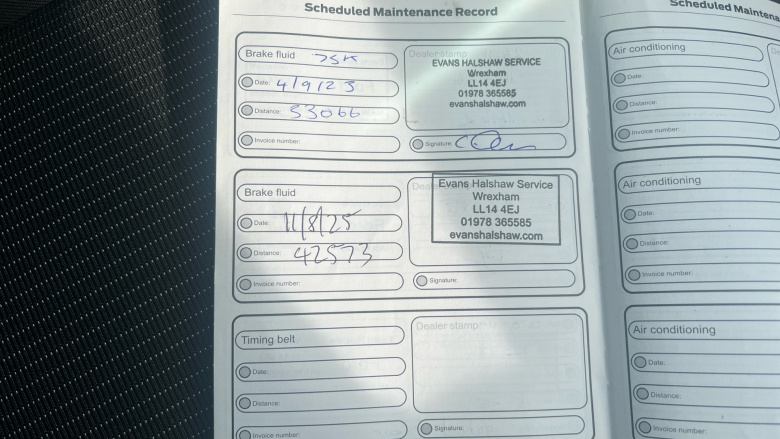 Scheduled Maintenance Record
Brake fluid 75K
Date: 4/9/23
Distance: 33066
Invoice number:
Dealer stamp
EVANS HALSHAW SERVICE
Wrexham
LL14 4EJ
01978 365585
evanshalshaw.com
Signature:
Brake fluid
Date: 11/8/25
Distance: 42573
Invoice number:
Evans Halshaw Service
Wrexham
LL14 4EJ
01978 365585
evanshalshaw.com
Signature:
Timing belt
Date:
Distance:
Invoice number:
Dealer stamp
Signature:
Scheduled Maintena
Air conditioning
Date:
Distance:
Invoice number:
Air conditioning
Date:
Distance:
Invoice number:
Air conditioning
Date:
Distance:
Invoice number: